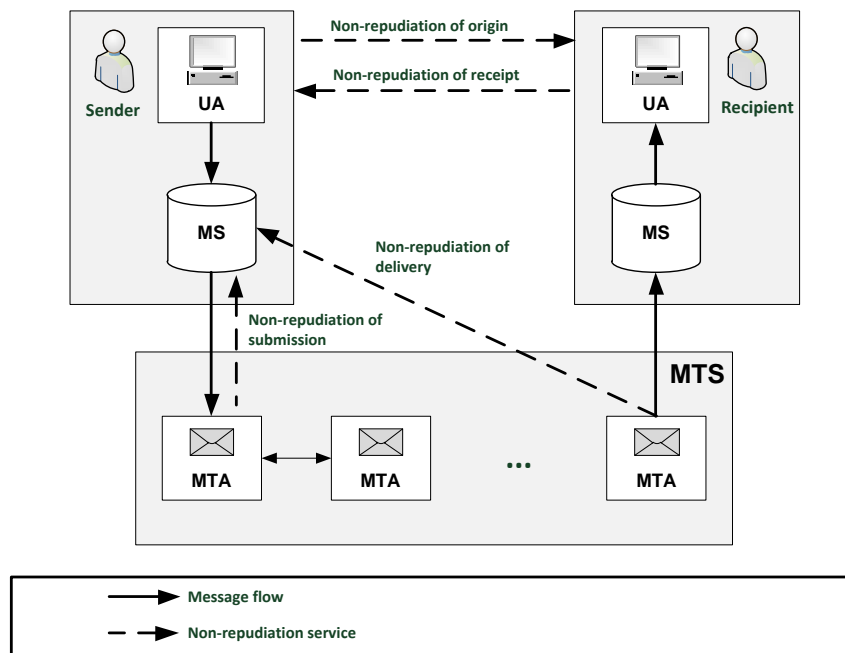 Non-repudiation of origin
Non-repudiation of receipt
Sender
UA
UA
Recipient
MS
MS
Non-repudiation of
delivery
Non-repudiation of
submission
MTS
MTA
MTA
...
MTA
Message flow
Non-repudiation service